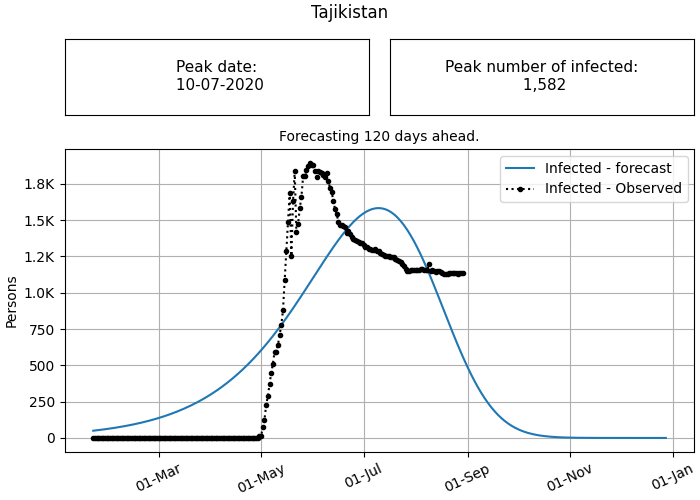 Tajikistan
Peak date:
10-07-2020
Peak number of infected:
1,582
Forecasting 120 days ahead.
Infected - forecast
Infected - Observed
1.8K
1.5K
1.2K
1.0K
750
500
250
0
Persons
01-Mar
01-May
01-Jul
01-Sep
01-Nov
01-Jan